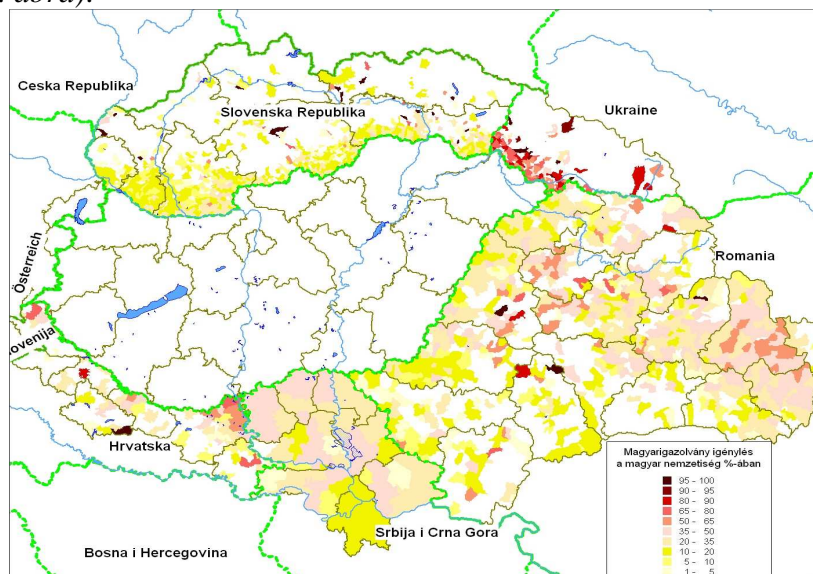 Ceska Republika
Slovenska Republika
Ukraine
Österreich
Romania
ovenija
Hrvatska
Srbija i Crna Gora
Bosna i Hercegovina
Magyarigazolvány igénylés
a magyar nemzetiség %-ában
95 - 100
90 - 95
80 - 90
65 - 80
50 - 65
35 - 50
20 - 35
10 - 20
5 - 10
1 - 5